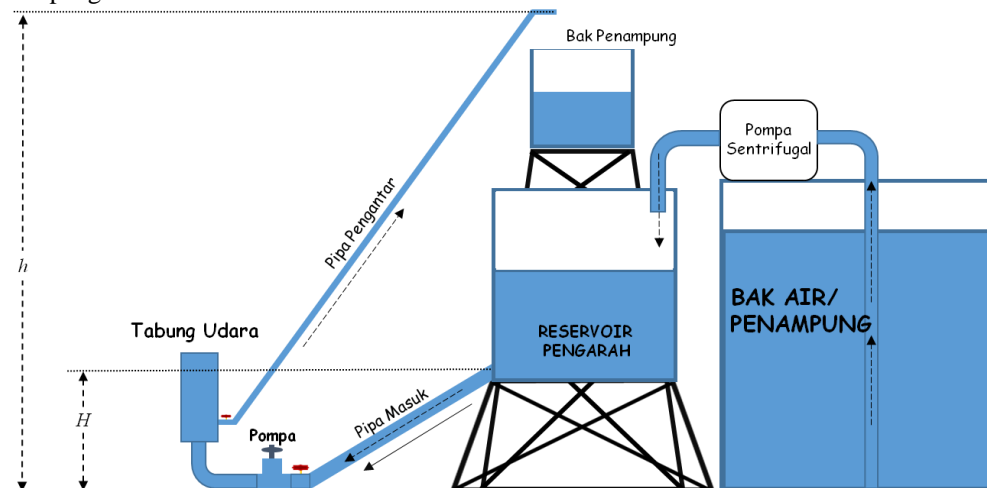 Bak Penampung
Pompa
Sentrifugal
Pipa Pengantar
h
BAK AIR/
PENAMPUNG
Tabung Udara
RESERVOIR
PENGARAH
H
Pipa Masuk
Pompa